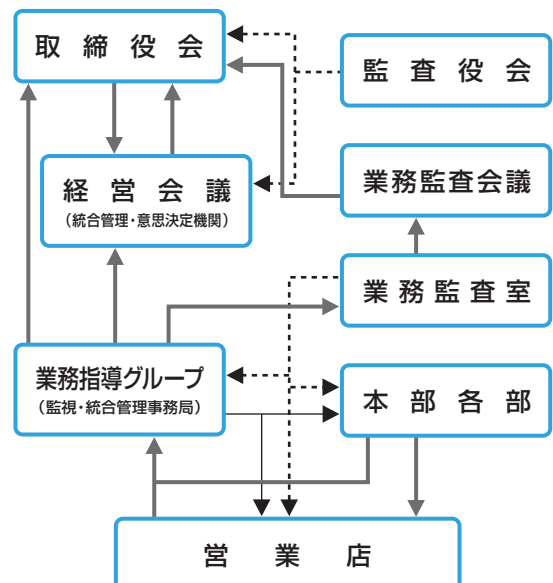 取締役会
監査役会
経営会議
（統合管理・意思決定機関）
業務監査会議
業務監査室
業務指導グループ
（監視・統合管理事務局）
本部各部
営業店